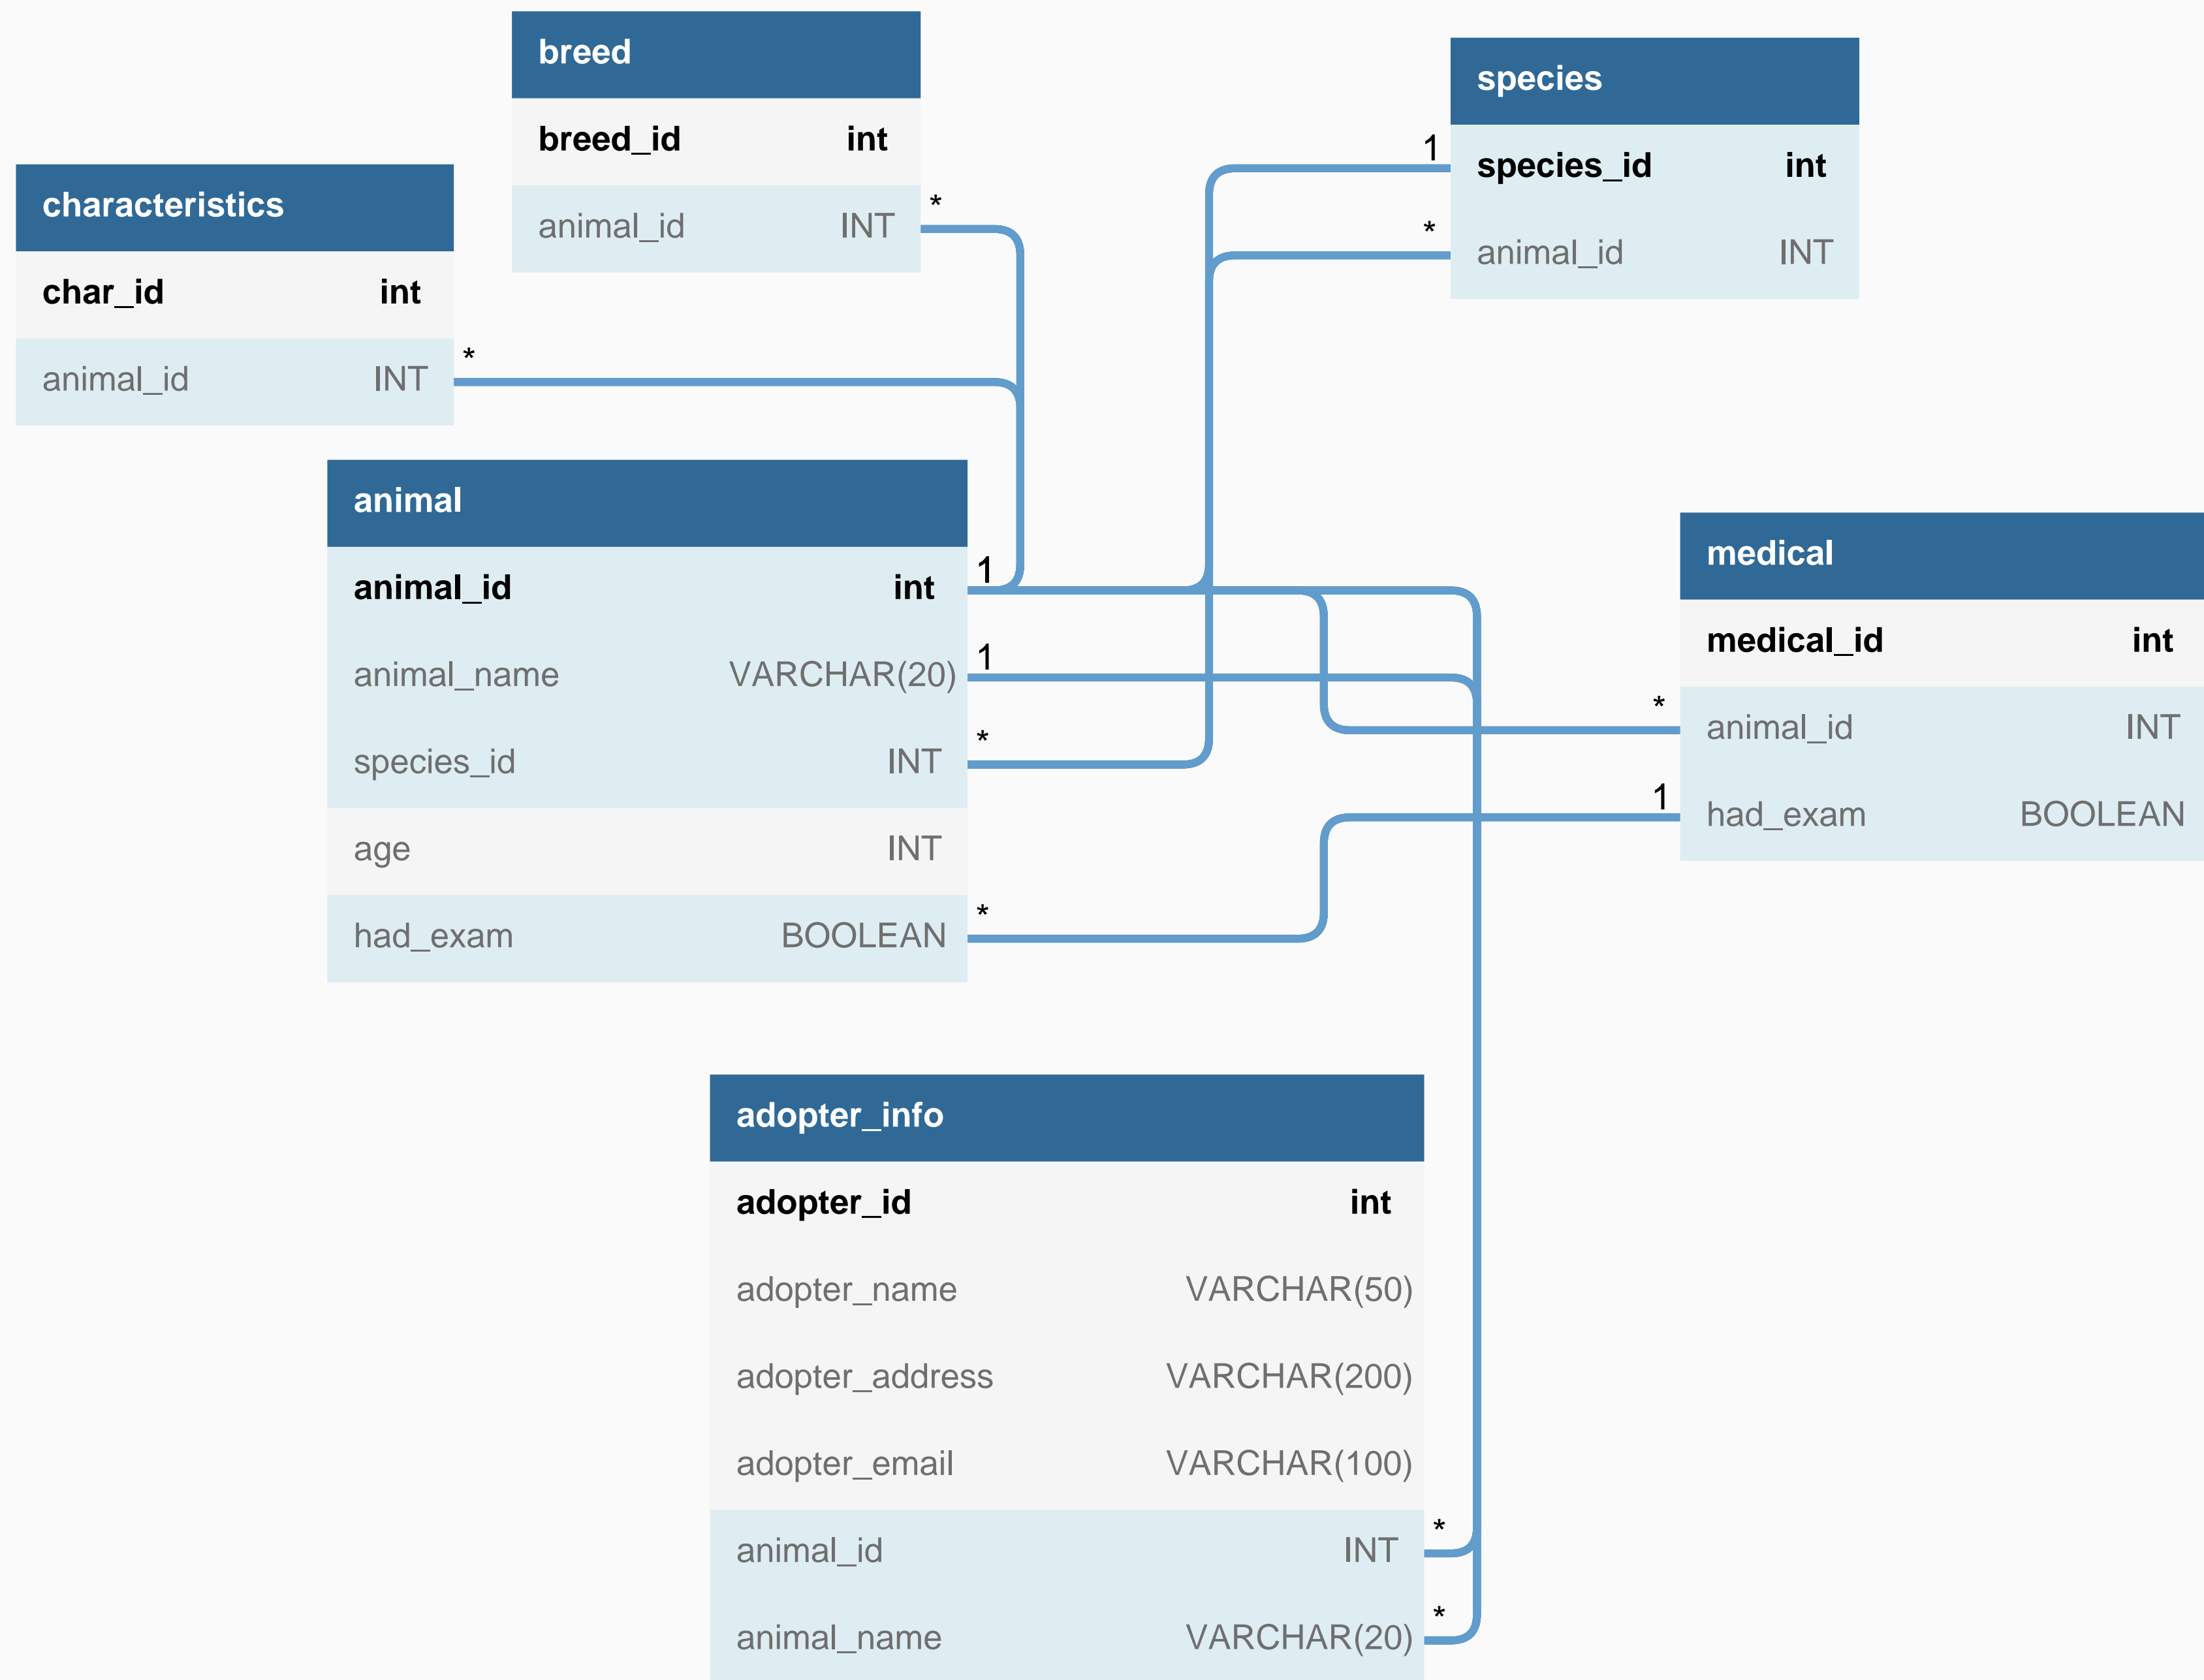 breed
breed_id int
animal_id INT
*
species
1
species_id int
*
animal_id INT
characteristics
char_id int
animal_id INT
*
animal
animal_id int
1
animal_name VARCHAR(20)
1
species_id INT
*
age INT
had_exam BOOLEAN
*
medical
medical_id int
*
animal_id INT
1
had_exam BOOLEAN
adopter_info
adopter_id int
adopter_name VARCHAR(50)
adopter_address VARCHAR(200)
adopter_email VARCHAR(100)
animal_id INT
*
animal_name VARCHAR(20)
*